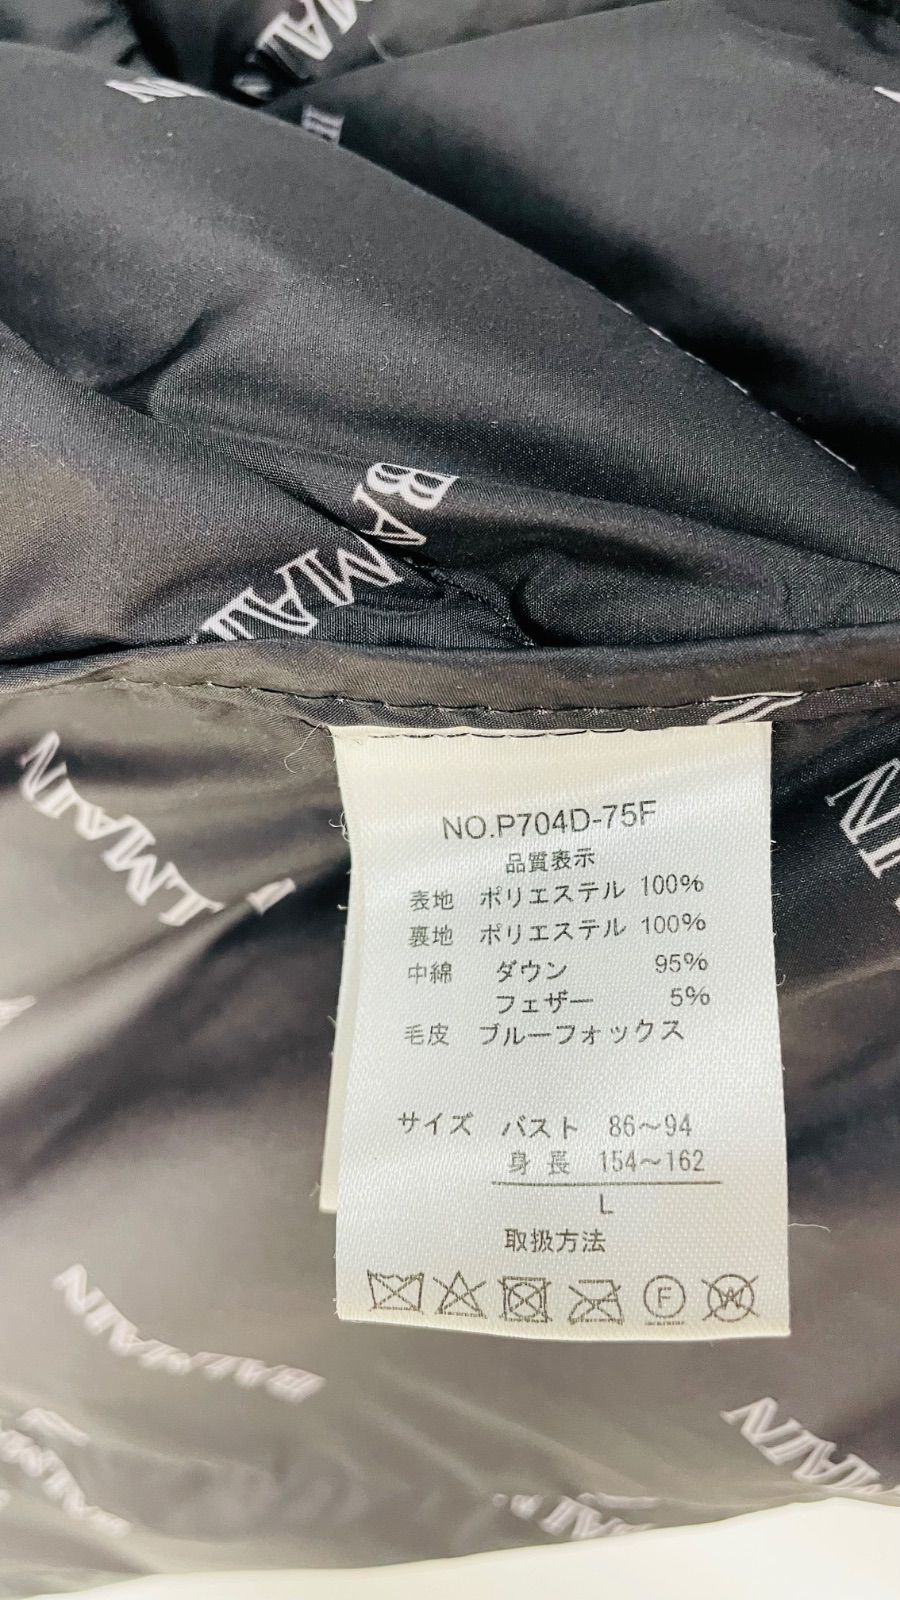 BALMAIN
NO.P704D-75F
品質表示
表地 ポリエステル 100%
裏地 ポリエステル 100%
中綿 ダウン 95%
フェザー 5%
毛皮 ブルーフォックス
サイズ バスト 86～94
身長 154～162
L
取扱方法
F
W
BALMAIN